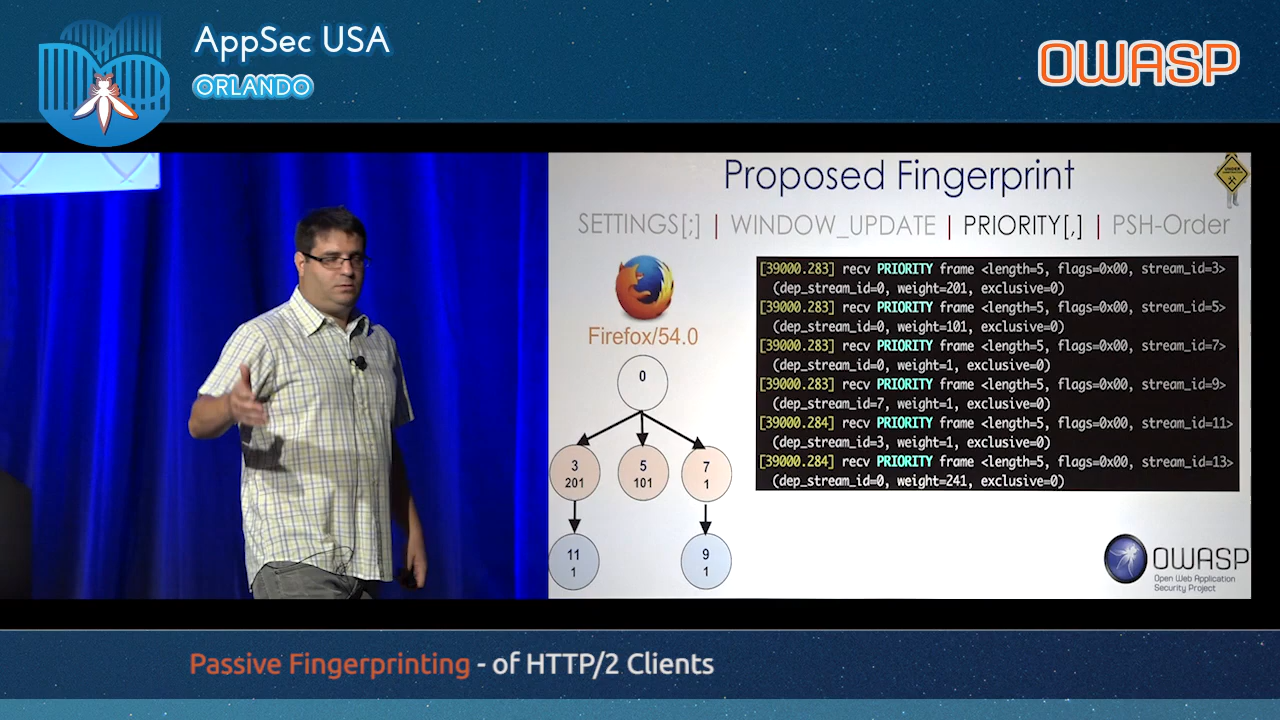 AppSec USA
ORLANDO
OWASP
Proposed Fingerprint
UNDER
SETTINGS[;] | WINDOW_UPDATE | PRIORITY[,] | PSH-Order
Firefox/54.0
0
3
201
5
101
7
1
11
1
9
1
[39000.283] recv PRIORITY frame <length=5, flags=0x00, stream_id=3>
(dep_stream_id=0, weight=201, exclusive=0)
[39000.283] recv PRIORITY frame <length=5, flags=0x00, stream_id=5>
(dep_stream_id=0, weight=101, exclusive=0)
[39000.283] recv PRIORITY frame <length=5, flags=0x00, stream_id=7>
(dep_stream_id=0, weight=1, exclusive=0)
[39000.283] recv PRIORITY frame <length=5, flags=0x00, stream_id=9>
(dep_stream_id=7, weight=1, exclusive=0)
[39000.284] recv PRIORITY frame <length=5, flags=0x00, stream_id=11>
(dep_stream_id=3, weight=1, exclusive=0)
[39000.284] recv PRIORITY frame <length=5, flags=0x00, stream_id=13>
(dep_stream_id=0, weight=241, exclusive=0)
OWASP
Open Web Application
Security Project
Passive Fingerprinting - of HTTP/2 Clients